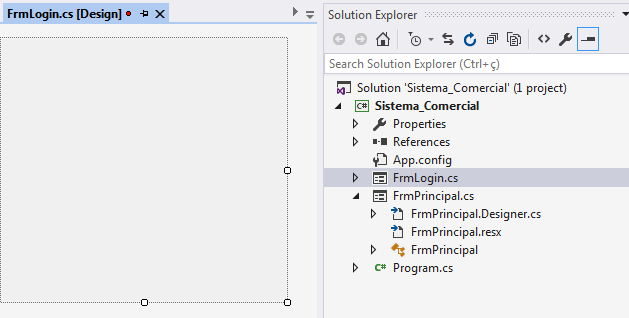 FrmLogin.cs [Design]
Solution Explorer
Search Solution Explorer (Ctrl+ç)
Solution 'Sistema_Comercial' (1 project)
C# Sistema_Comercial
Properties
References
App.config
FrmLogin.cs
FrmPrincipal.cs
FrmPrincipal.Designer.cs
FrmPrincipal.resx
FrmPrincipal
C# Program.cs